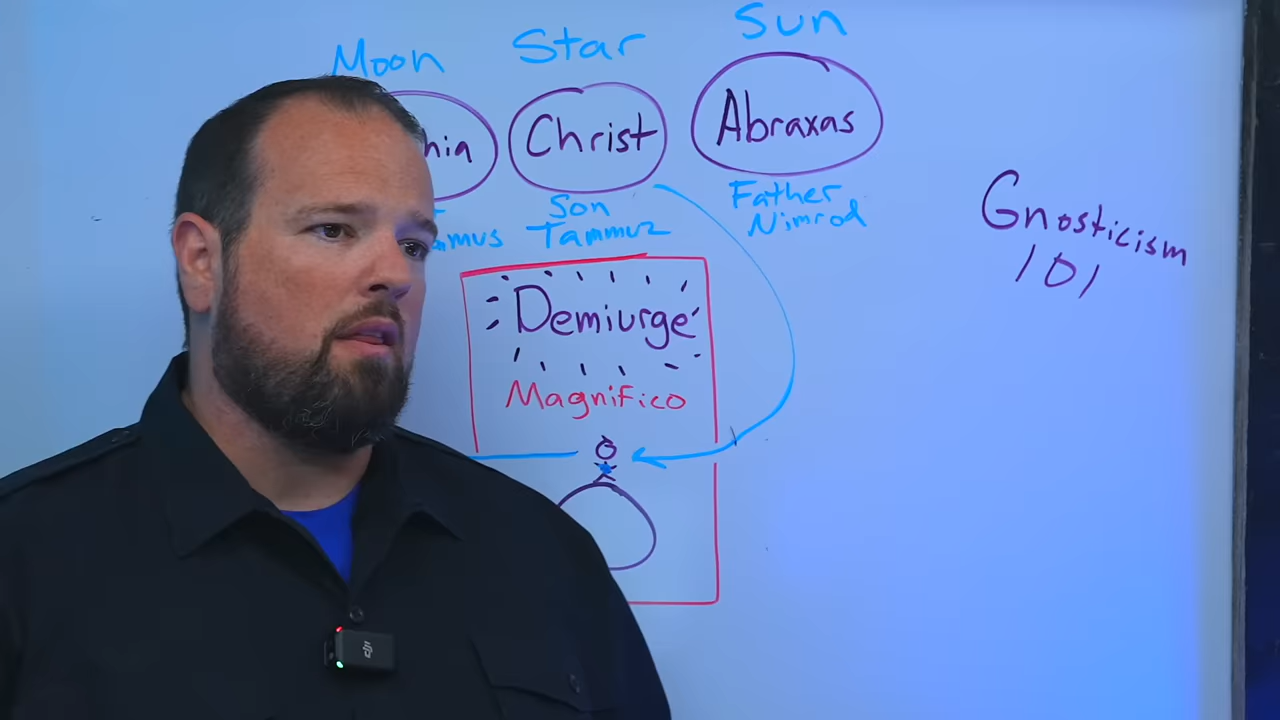 Moon
Star
Sun
Christ
Abraxas
Son
Tammuz
Father
Nimrod
Demiurge
Magnifico
Gnosticism
101